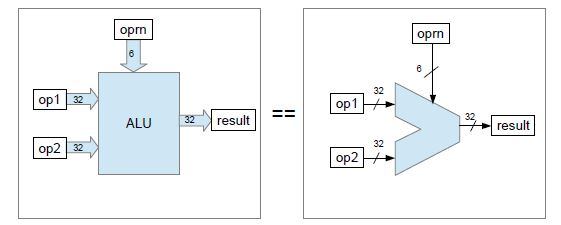 oprn
6
op1
32
ALU
32
result
op2
32
==
oprn
6
op1
32
32
result
op2
32